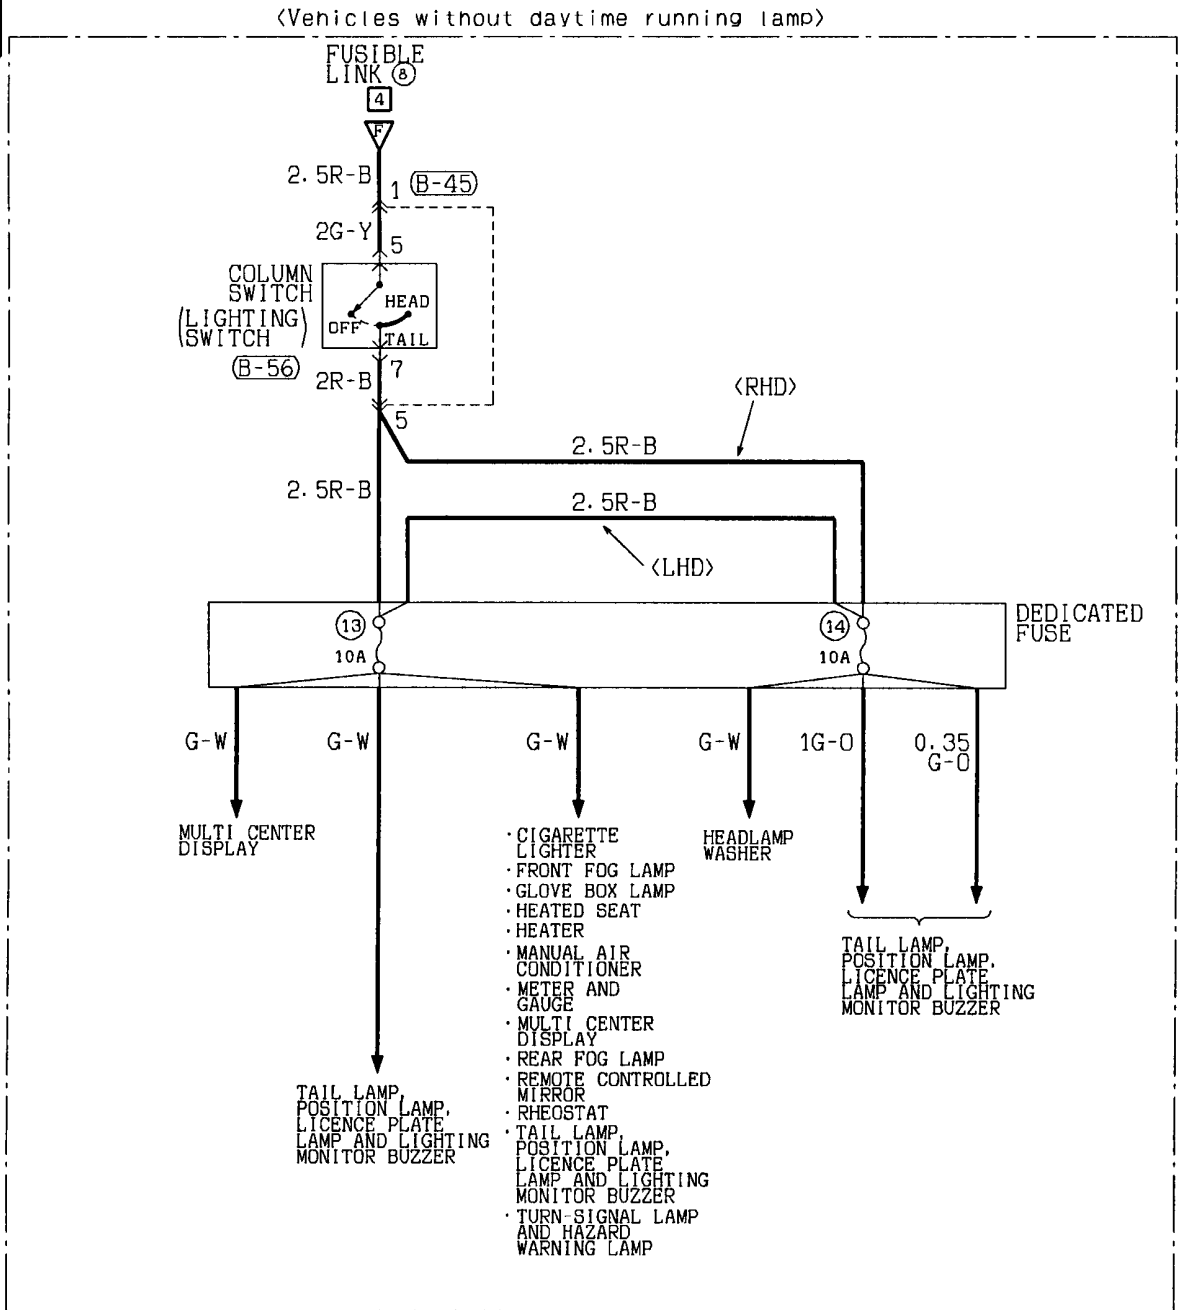 <Vehicles without daytime running lamp>
FUSIBLE
LINK 8
4
F
2.5R-B
1
B-45
2G-Y
5
COLUMN
SWITCH
(LIGHTING
SWITCH)
HEAD
OFF
TAIL
B-56
7
2R-B
5
<RHD>
2.5R-B
2.5R-B
2.5R-B
<LHD>
DEDICATED
FUSE
13
10A
14
10A
G-W
G-W
G-W
G-W
1G-O
0.35
G-O
MULTI CENTER
DISPLAY
TAIL LAMP,
POSITION LAMP,
LICENCE PLATE
LAMP AND LIGHTING
MONITOR BUZZER
·CIGARETTE
LIGHTER
·FRONT FOG LAMP
·GLOVE BOX LAMP
·HEATED SEAT
·HEATER
·MANUAL AIR
CONDITIONER
·METER AND
GAUGE
·MULTI CENTER
DISPLAY
·REAR FOG LAMP
·REMOTE CONTROLLED
MIRROR
·RHEOSTAT
·TAIL LAMP,
POSITION LAMP,
LICENCE PLATE
LAMP AND LIGHTING
MONITOR BUZZER
·TURN-SIGNAL LAMP
AND HAZARD
WARNING LAMP
HEADLAMP
WASHER
TAIL LAMP,
POSITION LAMP,
LICENCE PLATE
LAMP AND LIGHTING
MONITOR BUZZER